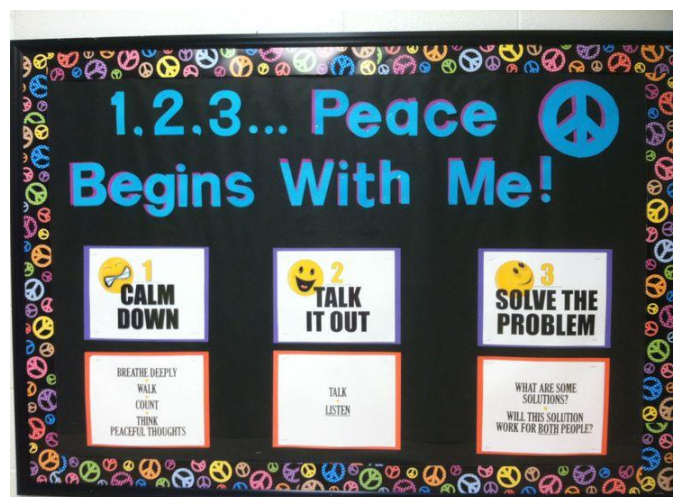 1,2,3... Peace
Begins With Me!
1
CALM
DOWN
2
TALK
IT OUT
3
SOLVE THE
PROBLEM
BREATHE DEEPLY
WALK
COUNT
THINK
PEACEFUL THOUGHTS
TALK
LISTEN
WHAT ARE SOME
SOLUTIONS?
WILL THIS SOLUTION
WORK FOR BOTH PEOPLE?